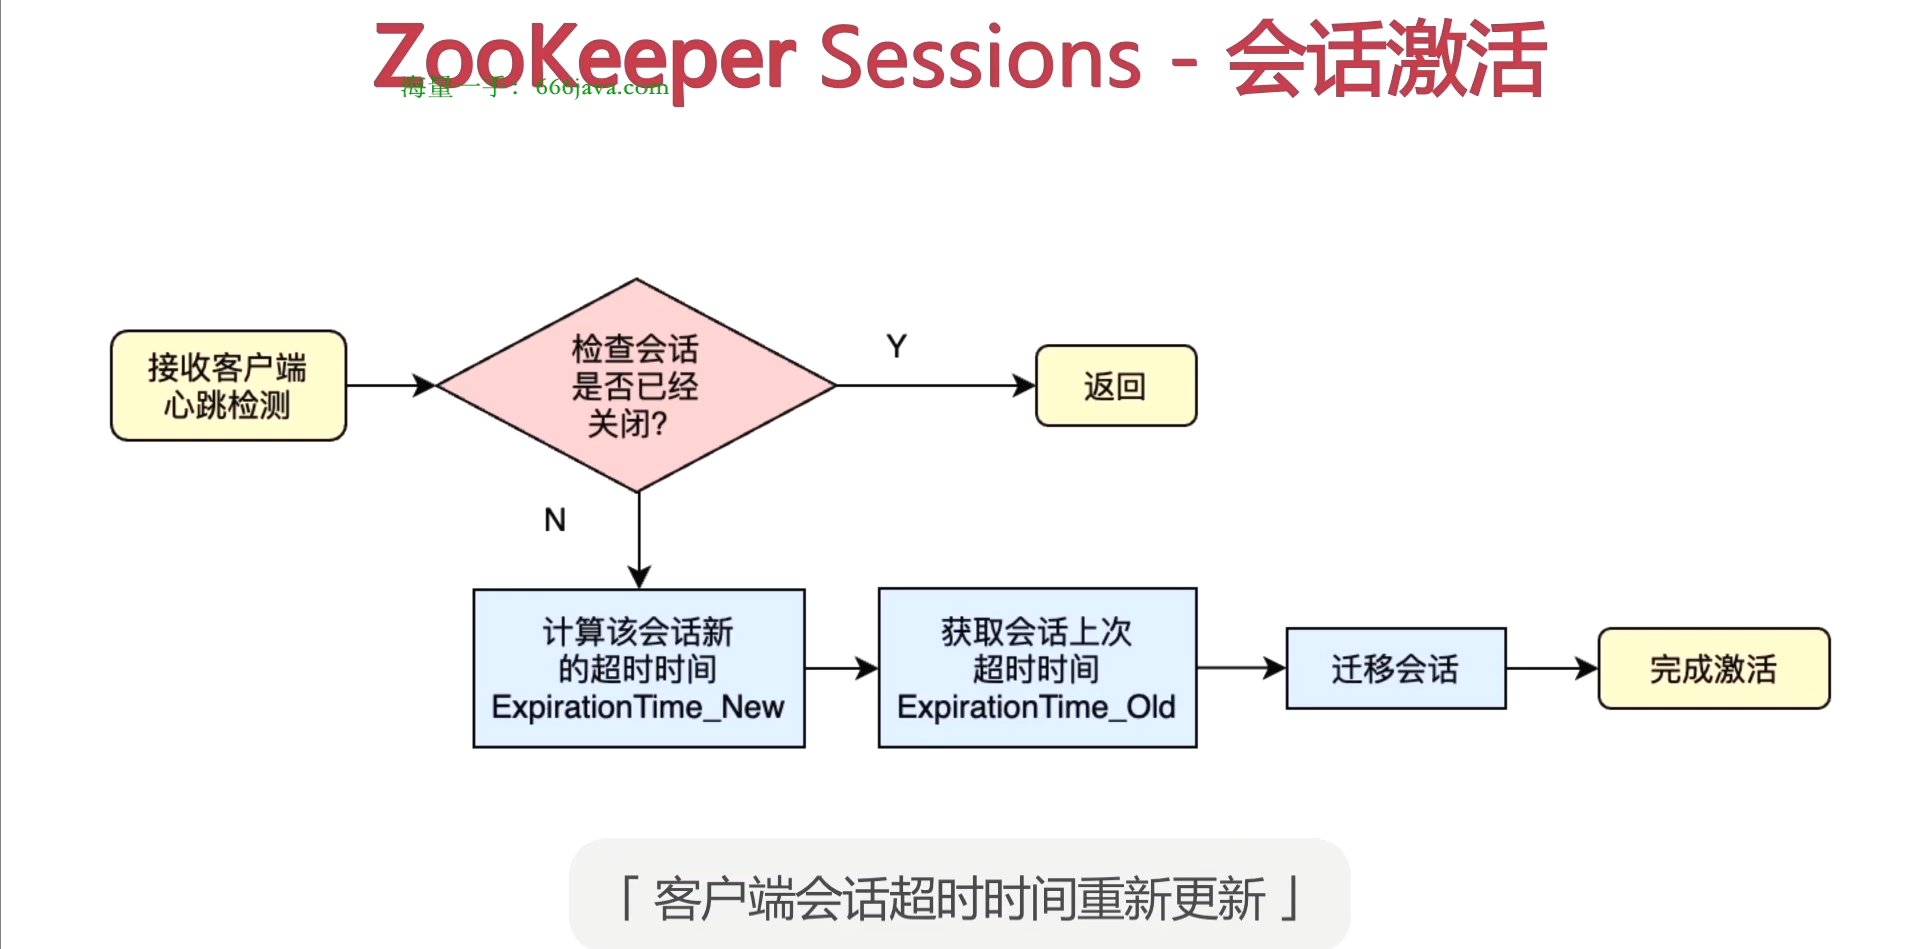 ZooKeeper Sessions - 会话激活
海量一手：666java.com
接收客户端
心跳检测
检查会话
是否已经
关闭?
Y
返回
N
计算该会话新
的超时时间
ExpirationTime_New
获取会话上次
超时时间
ExpirationTime_Old
迁移会话
完成激活
「 客户端会话超时时间重新更新 」